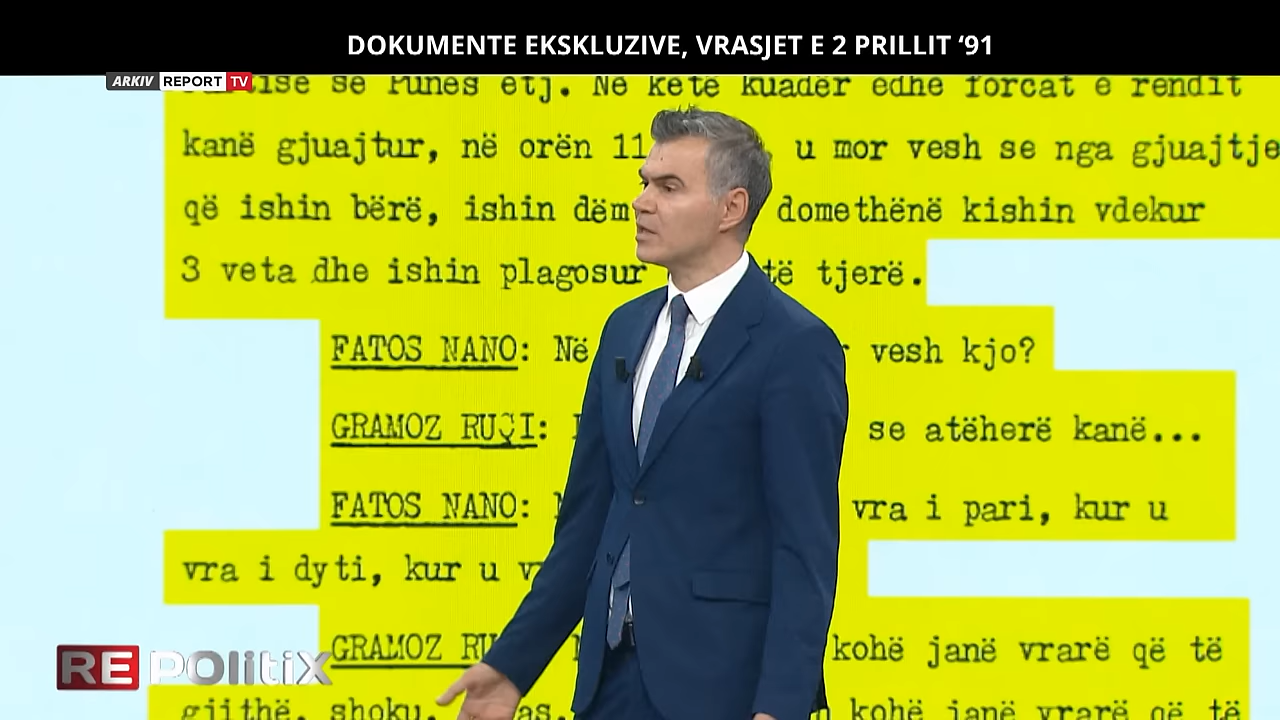 DOKUMENTE EKSKLUZIVE, VRASJET E 2 PRILLIT ‘91
ARKIV REPORT TV
se Punës etj. Në këtë kuadër edhe forcat e rendit
kanë gjuajtur, në orën 11 u mor vesh se nga gjuajtje
që ishin bërë, ishin dëm domethënë kishin vdekur
3 veta dhe ishin plagosur të tjerë.
FATOS NANO: Në vesh kjo?
GRAMOZ RUÇI: se atëherë kanë...
FATOS NANO: vra i pari, kur u
vra i dyti, kur u
GRAMOZ kohë janë vrarë që të
gjithë, shoku kohë janë vrarë që të
RE POLITIX